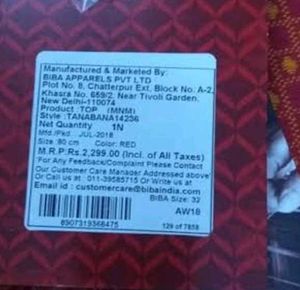 Manufactured & Marketed By:
BIBA APPARELS PVT LTD
Plot No. 8, Chatterpur Ext, Block No. A-2,
Khasra No. 659/2, Near Tivoli Garden,
New Delhi-110074
Product :TOP (MNM)
Style :TANABANA14236
Net Quantity 1N
Mfd./Pkd. JUL-2018
Size: 80 cm Color: RED
M.R.P: Rs.2,299.00 (Incl. of All Taxes)
For Any Feedback/Complaint Please Contact
Our Customer Care Manager Addressed above
or Call us at : 011-39585715 Or Write us at
Email id : customercare@bibaindia.com
BIBA Size: 32
AW18
8907319366475
129 of 7858